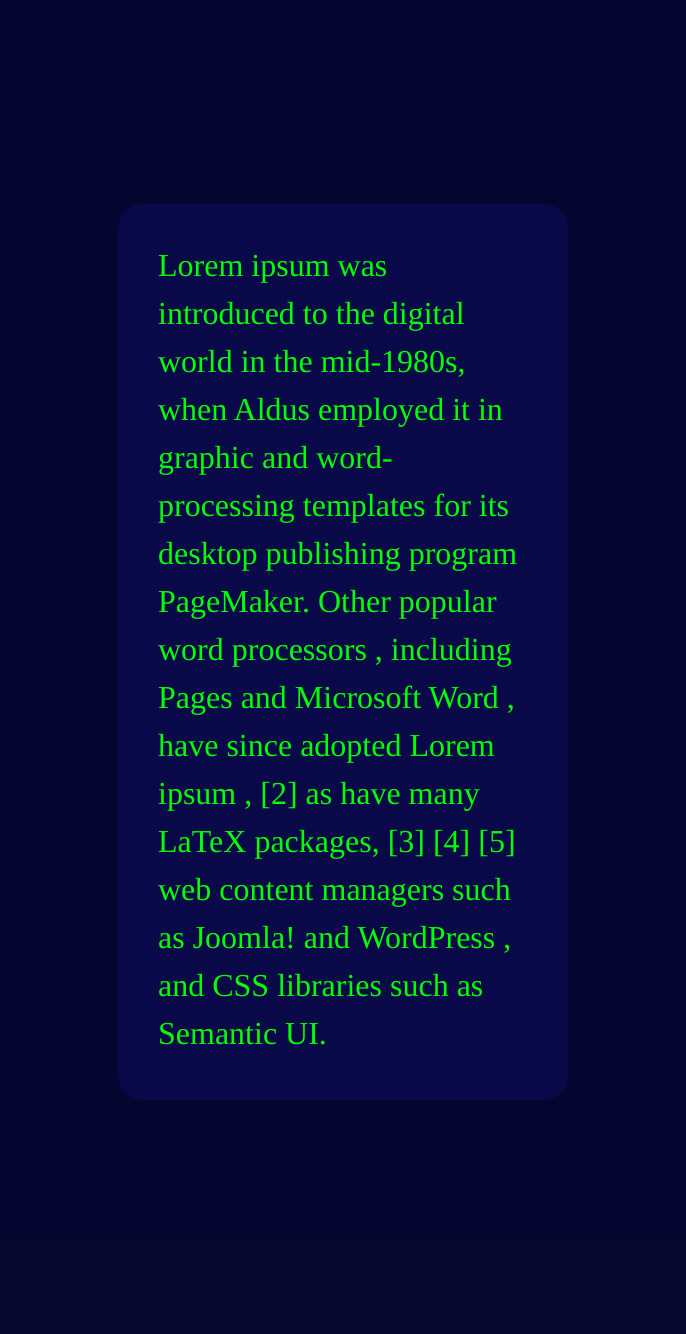 Lorem ipsum was
introduced to the digital
world in the mid-1980s,
when Aldus employed it in
graphic and word-
processing templates for its
desktop publishing program
PageMaker. Other popular
word processors , including
Pages and Microsoft Word ,
have since adopted Lorem
ipsum , [2] as have many
LaTeX packages, [3] [4] [5]
web content managers such
as Joomla! and WordPress ,
and CSS libraries such as
Semantic UI.